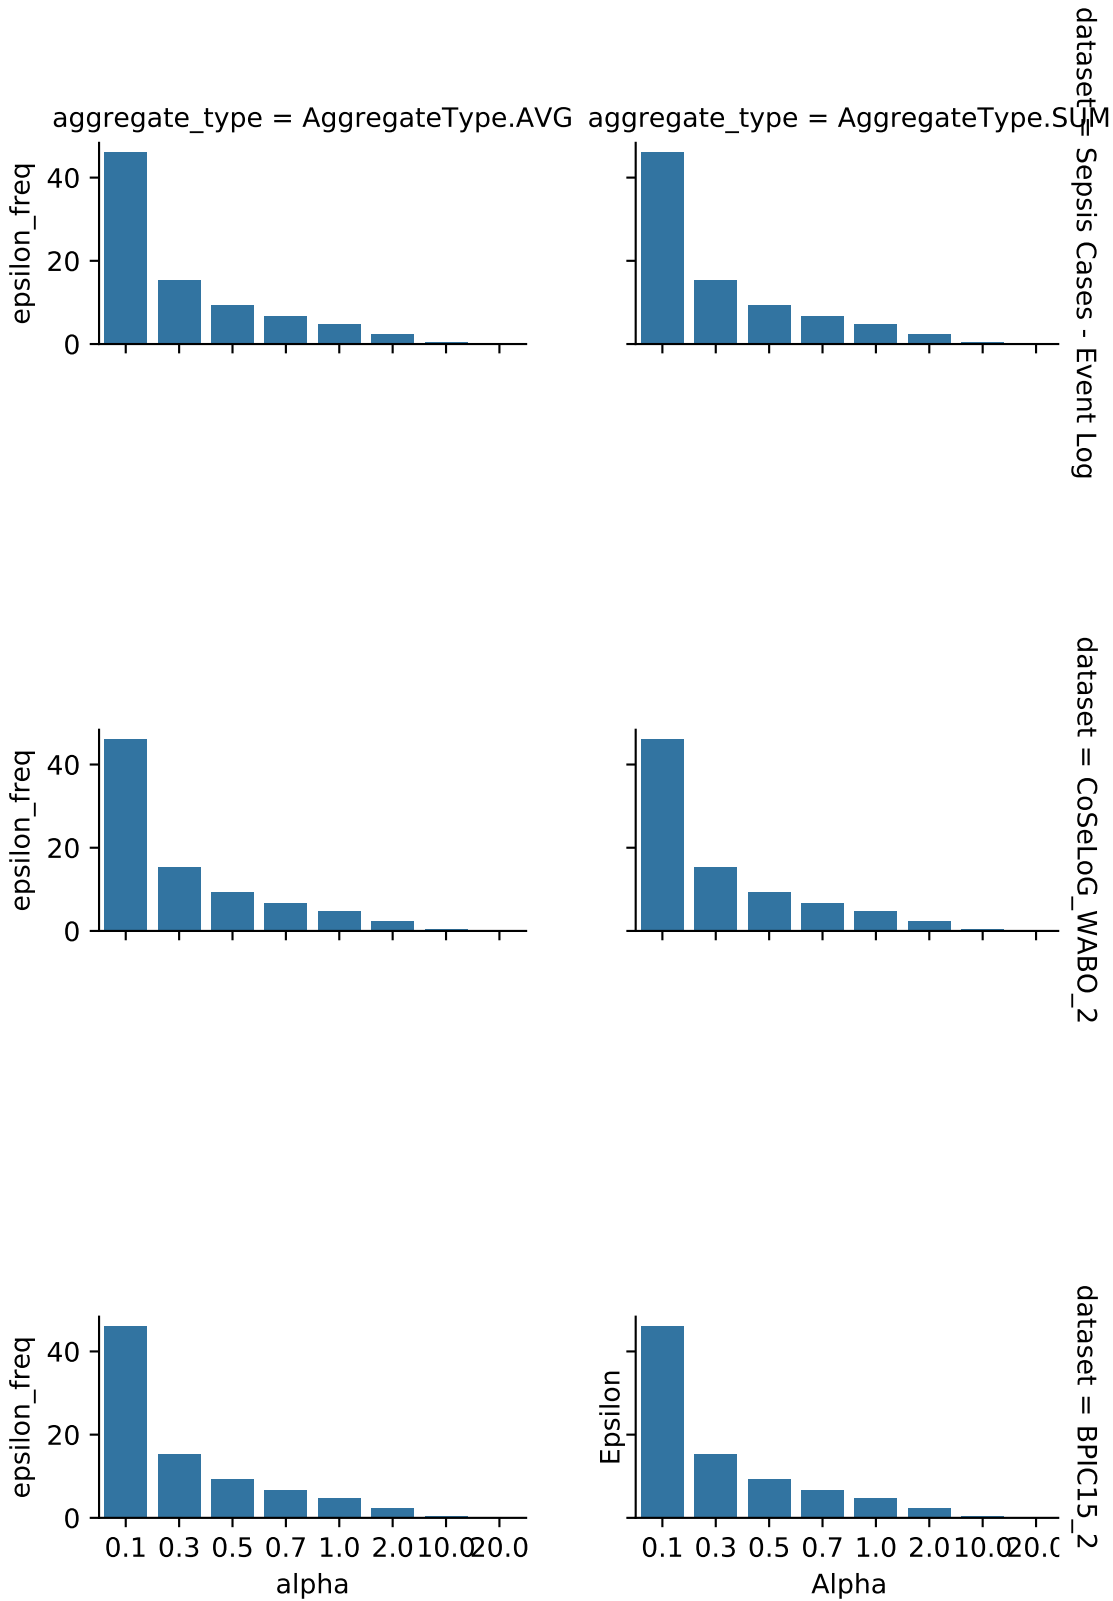 aggregate_type = AggregateType.AVG
aggregate_type = AggregateType.SUM
dataset = Sepsis Cases - Event Log
epsilon_freq
40
20
0
dataset = CoSeLoG_WABO_2
epsilon_freq
40
20
0
dataset = BPIC15_2
epsilon_freq
40
20
0
Epsilon
0.1 0.3 0.5 0.7 1.0 2.0 10.0 20.0
alpha
0.1 0.3 0.5 0.7 1.0 2.0 10.0 20.0
Alpha